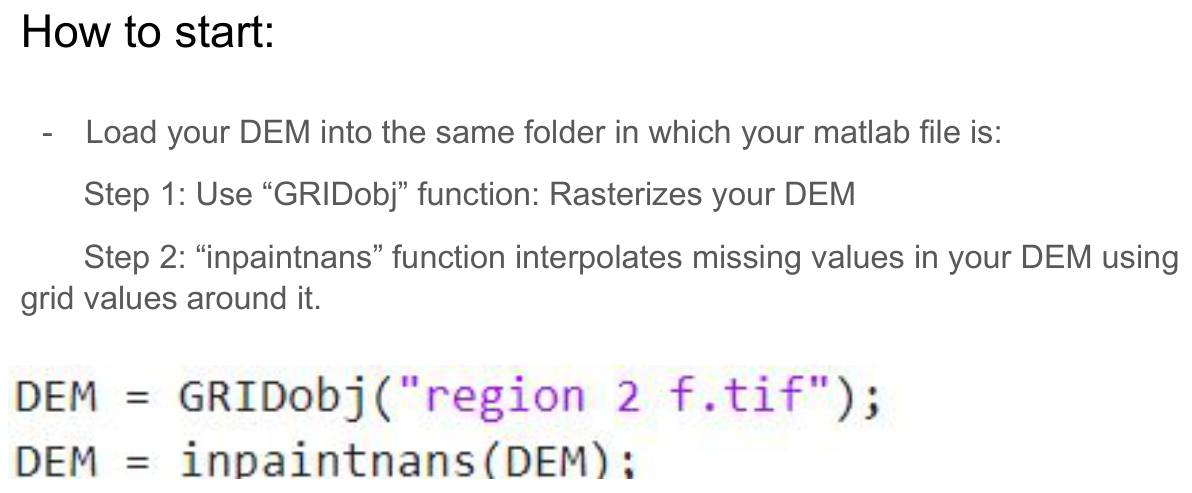 How to start:
- Load your DEM into the same folder in which your matlab file is:
Step 1: Use “GRIDobj” function: Rasterizes your DEM
Step 2: “inpaintnans” function interpolates missing values in your DEM using
grid values around it.
DEM = GRIDobj("region 2 f.tif");
DEM = inpaintnans(DEM);